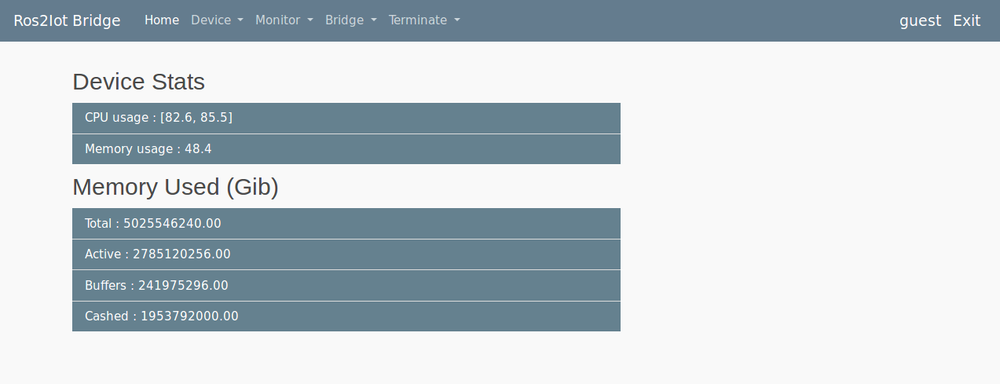 Ros2Iot Bridge Home Device Monitor Bridge Terminate guest Exit
Device Stats
CPU usage : [82.6, 85.5]
Memory usage : 48.4
Memory Used (Gib)
Total : 5025546240.00
Active : 2785120256.00
Buffers : 241975296.00
Cashed : 1953792000.00